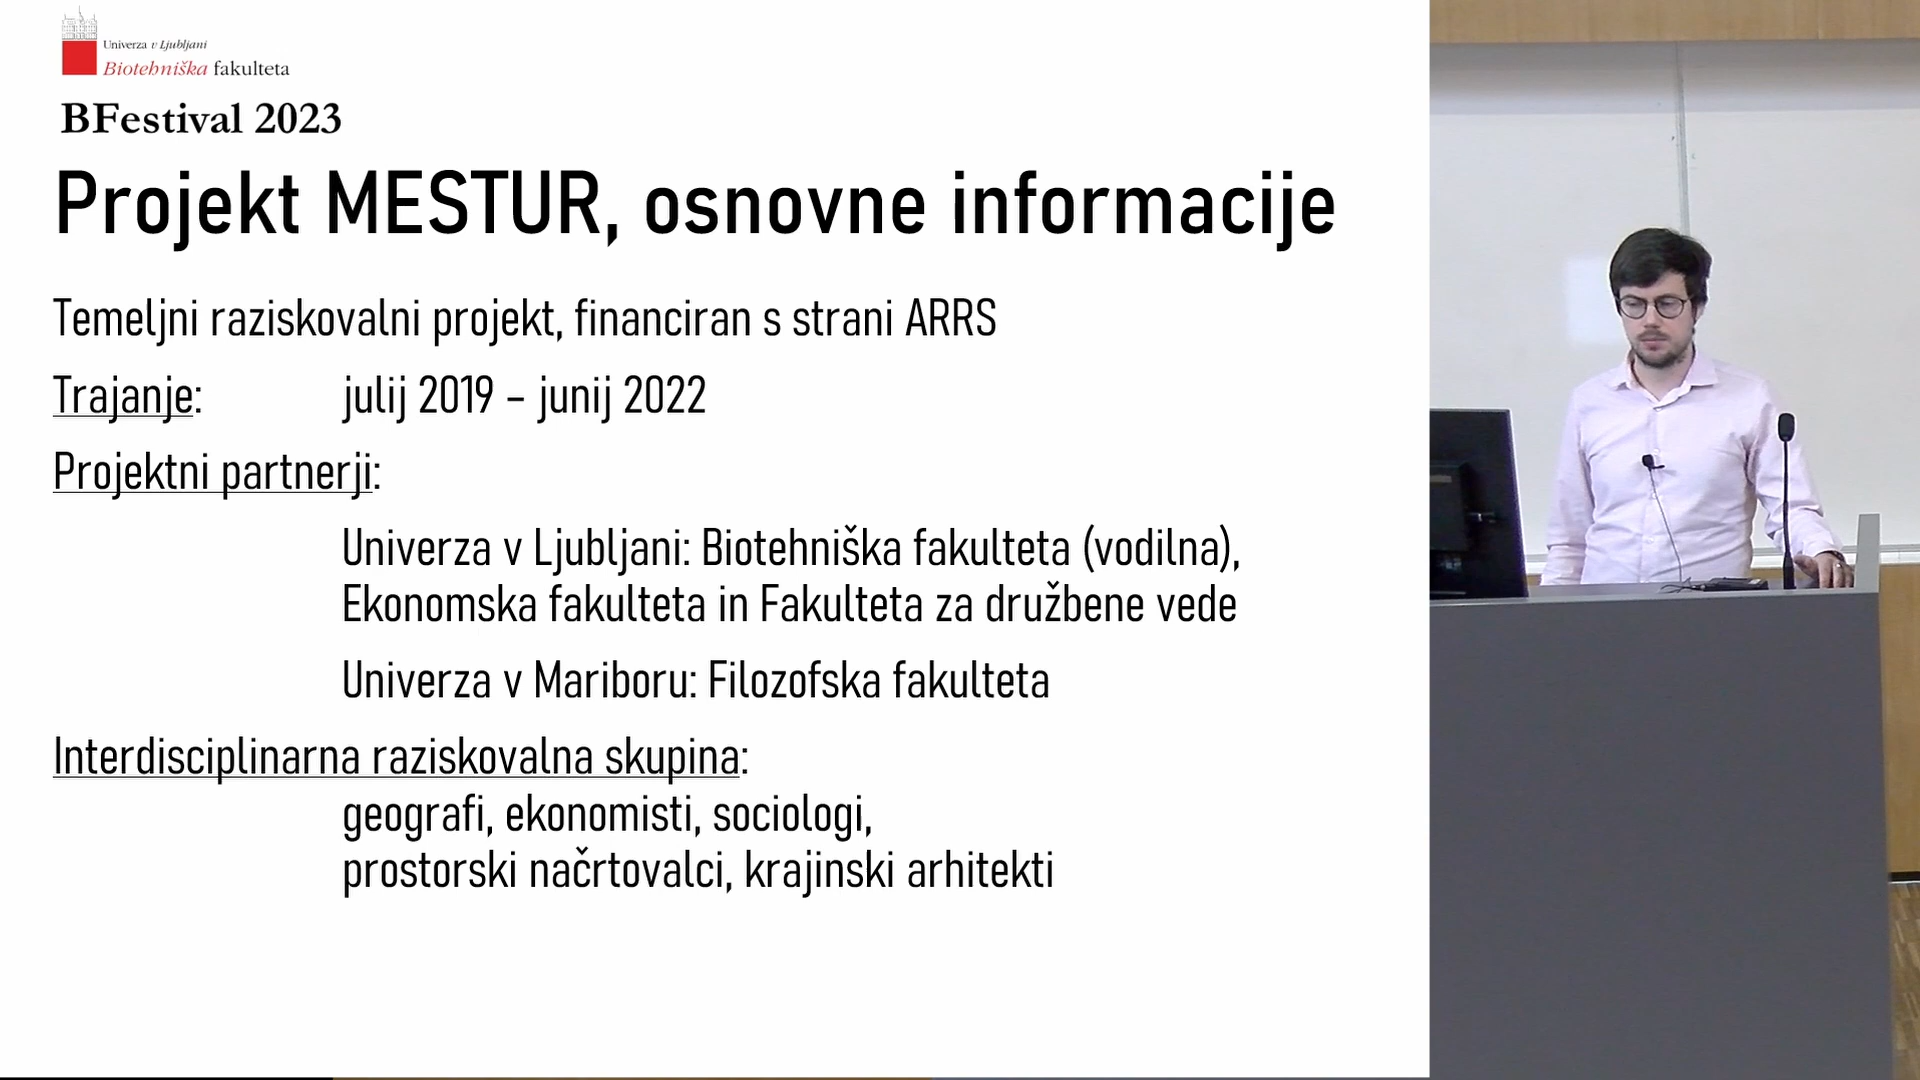 Univerza v Ljubljani
Biotehniška fakulteta
BFestival 2023
Projekt MESTUR, osnovne informacije
Temeljni raziskovalni projekt, financiran s strani ARRS
Trajanje: julij 2019 – junij 2022
Projektni partnerji:
Univerza v Ljubljani: Biotehniška fakulteta (vodilna),
Ekonomska fakulteta in Fakulteta za družbene vede
Univerza v Mariboru: Filozofska fakulteta
Interdisciplinarna raziskovalna skupina:
geografi, ekonomisti, sociologi,
prostorski načrtovalci, krajinski arhitekti